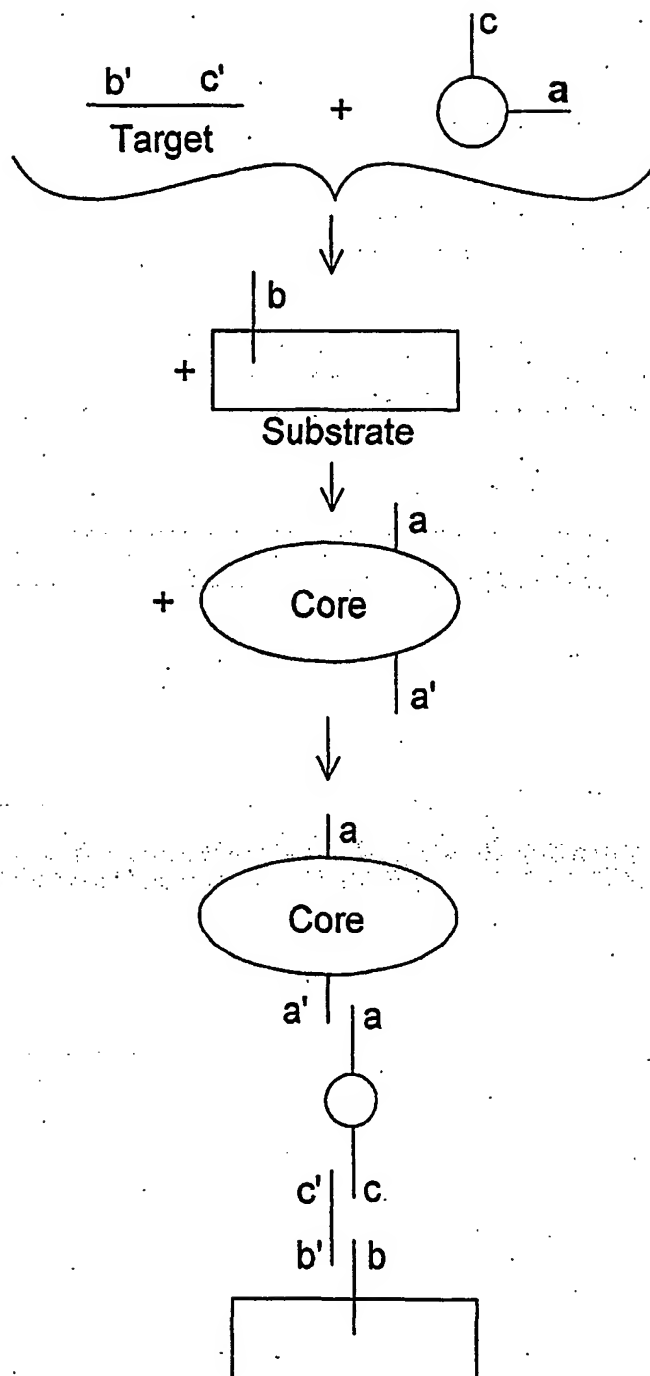 c
b' c' + a
Target
b
+
Substrate
a
+ Core
a'
a
Core
a' a
c' c
b' b